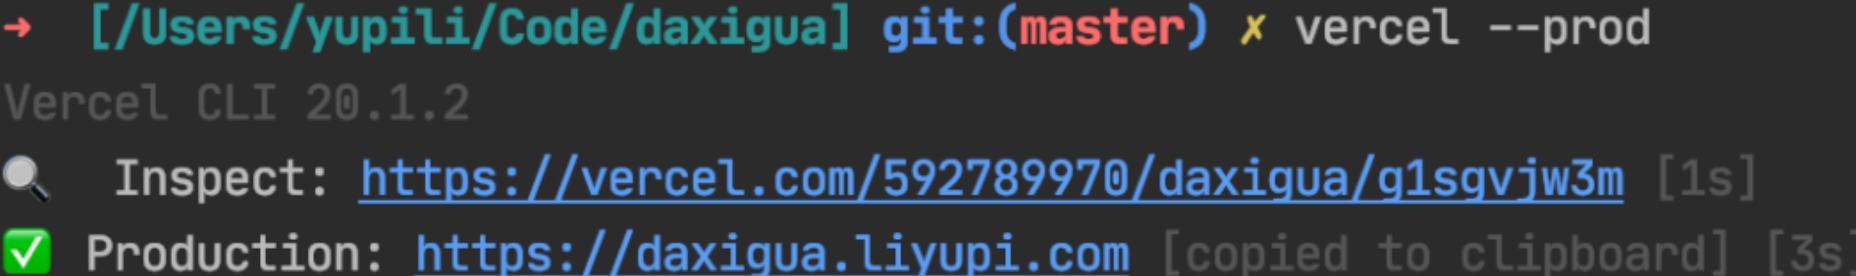 ➜ [/Users/yupili/Code/daxigua] git:(master) ✗ vercel --prod
Vercel CLI 20.1.2
🔍 Inspect: https://vercel.com/592789970/daxigua/g1sgvjw3m [1s]
✅ Production: https://daxigua.liyupi.com [copied to clipboard] [3s]